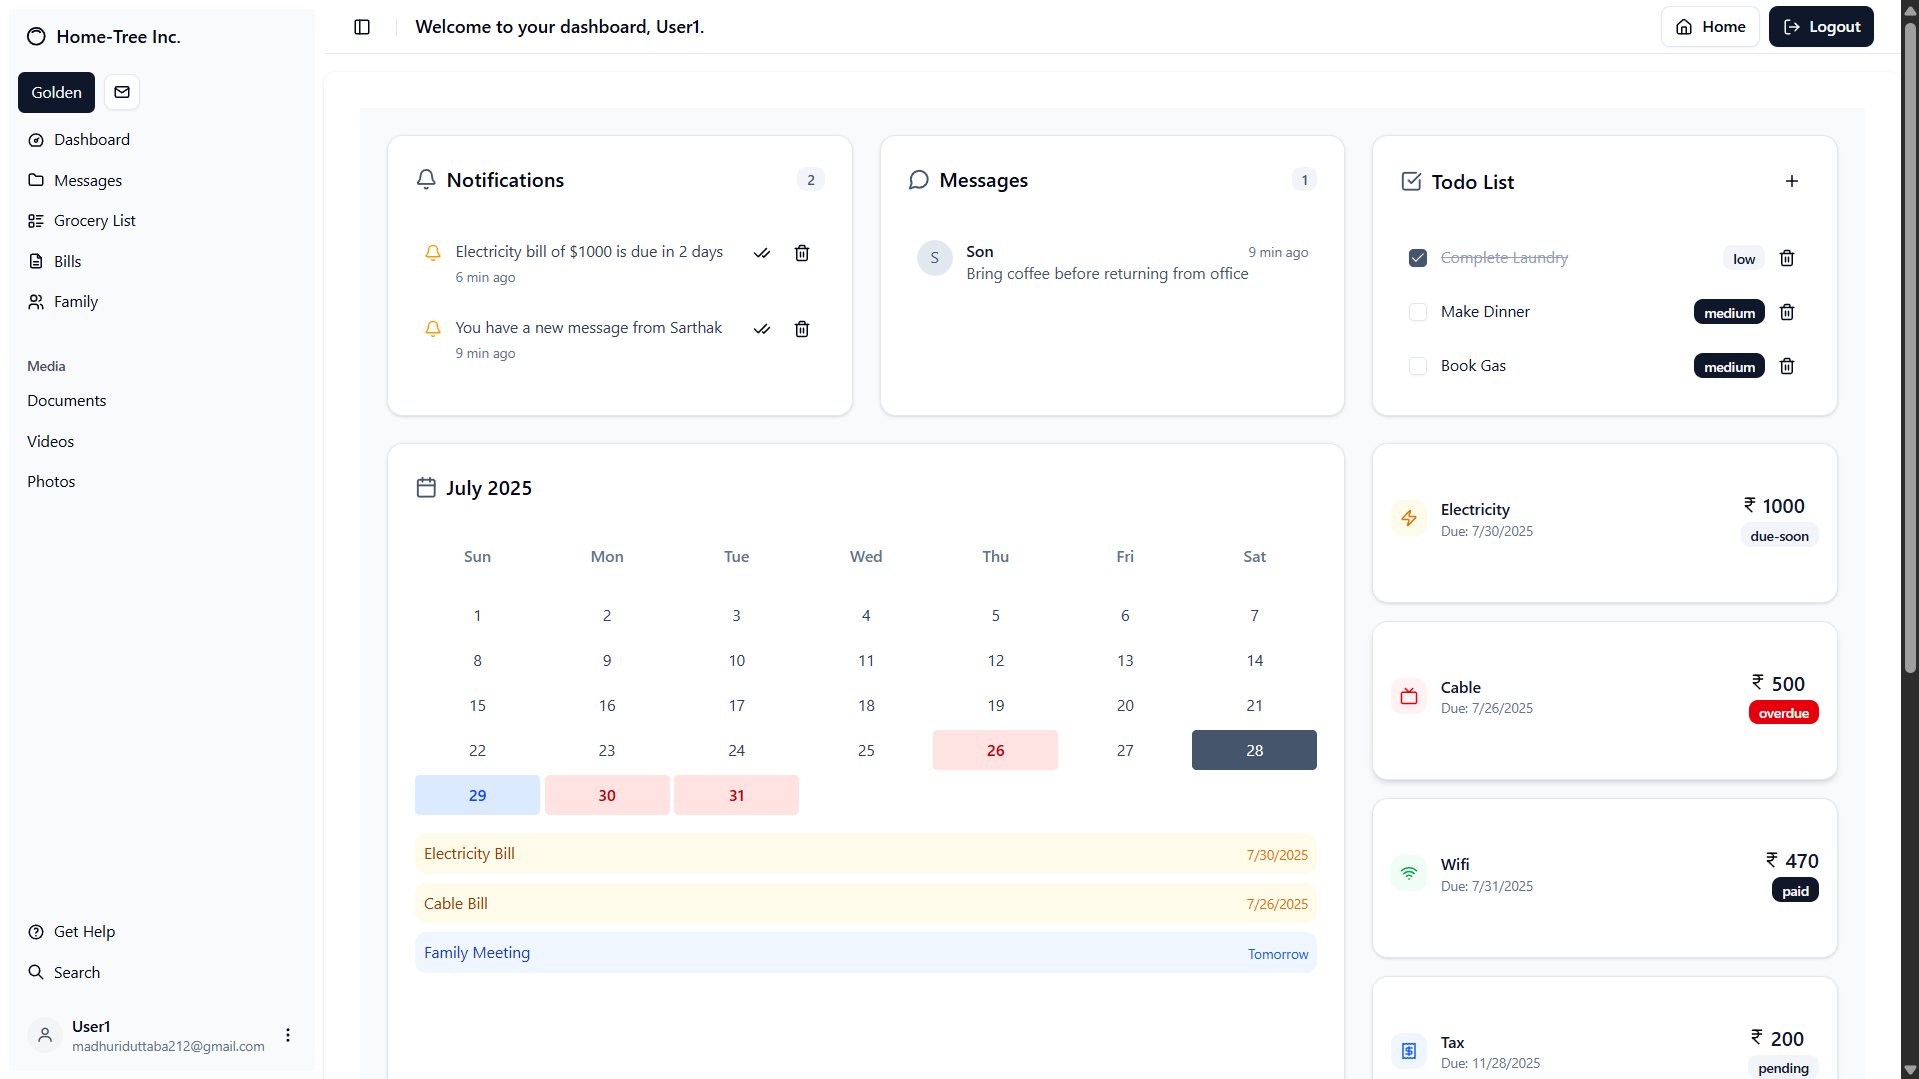 Home-Tree Inc.
Golden
Dashboard
Messages
Grocery List
Bills
Family
Media
Documents
Videos
Photos
Get Help
Search
User1
madhuriduttaba212@gmail.com
Welcome to your dashboard, User1.
Home
Logout
Notifications
2
Electricity bill of $1000 is due in 2 days
6 min ago
You have a new message from Sarthak
9 min ago
Messages
1
S
Son
9 min ago
Bring coffee before returning from office
Todo List
Complete Laundry
low
Make Dinner
medium
Book Gas
medium
July 2025
Sun Mon Tue Wed Thu Fri Sat
1 2 3 4 5 6 7
8 9 10 11 12 13 14
15 16 17 18 19 20 21
22 23 24 25 26 27 28
29 30 31
Electricity Bill 7/30/2025
Cable Bill 7/26/2025
Family Meeting Tomorrow
Electricity
Due: 7/30/2025
₹ 1000
due-soon
Cable
Due: 7/26/2025
₹ 500
overdue
Wifi
Due: 7/31/2025
₹ 470
paid
Tax
Due: 11/28/2025
₹ 200
pending